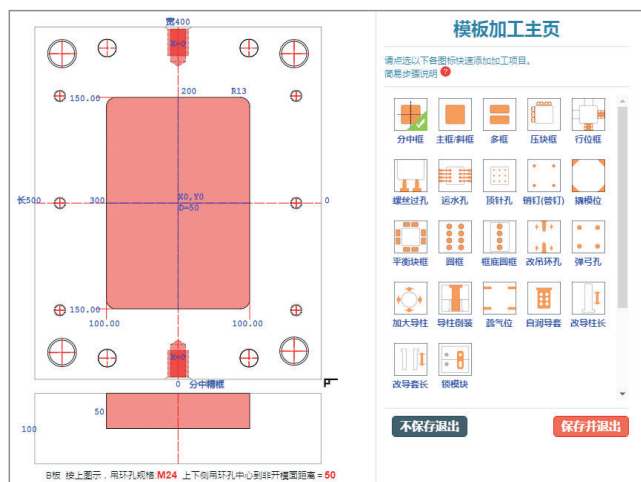 宽400
X=0
200
R13
150.00
长500
300
X0,Y0
D=50
0
150.00
100.00
100.00
X=0
0
分中精框
50
100
B板 按上图示，吊环孔规格 M24 上下侧吊环孔中心到非开模面距离 = 50
模板加工主页
请点选以下各图标快速添加加工项目。
简易步骤说明 ?
分中框 主框/斜框 多框 压块框 行位框
螺丝过孔 运水孔 顶针孔 销钉(管钉) 撬模位
平衡块框 圆框 框底圆框 改吊环孔 弹弓孔
加大导柱 导柱倒装 疏气位 自润导套 改导柱长
改导套长 锁模块
不保存退出
保存并退出